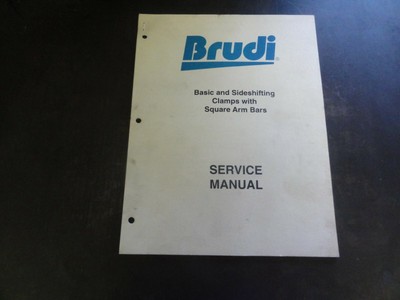 Brudi
Basic and Sideshifting
Clamps with
Square Arm Bars
SERVICE
MANUAL